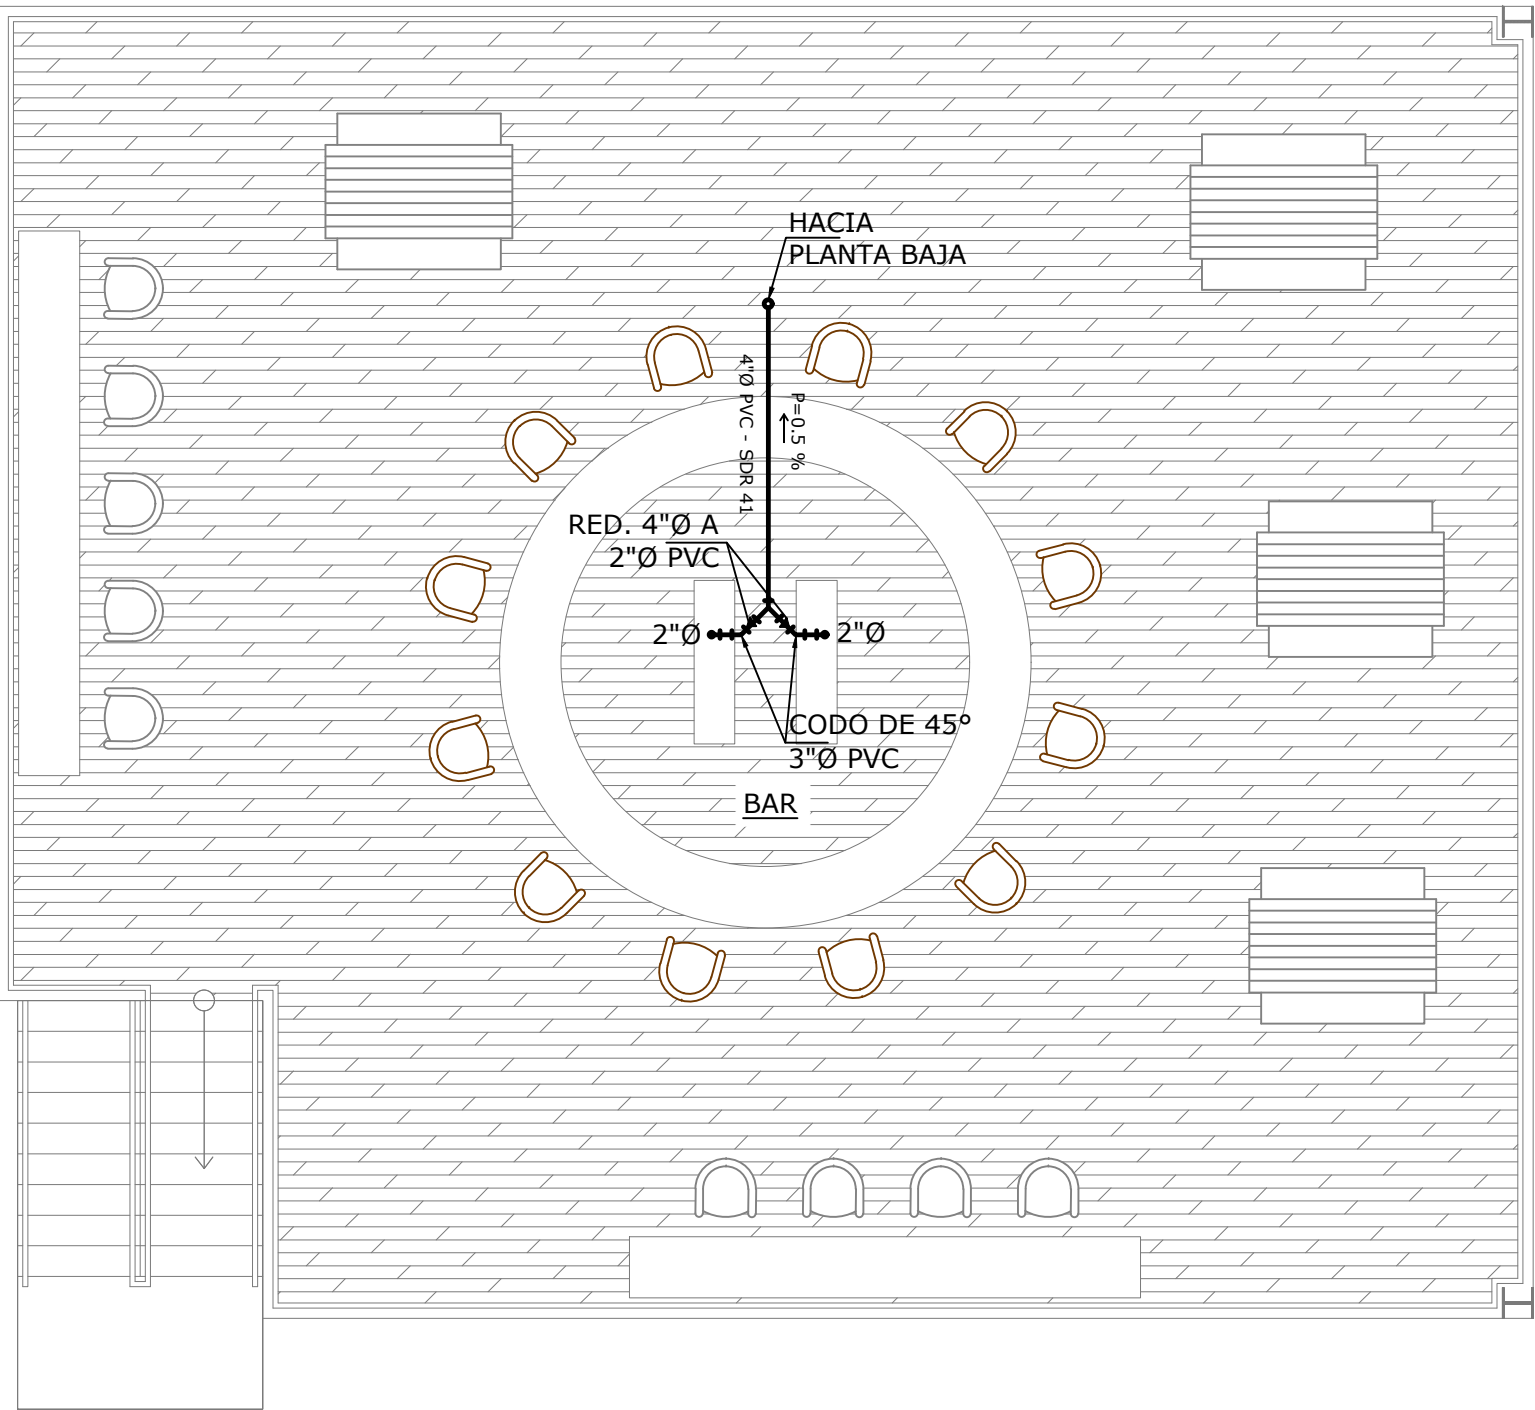 HACIA
PLANTA BAJA
4"Ø PVC - SDR 41
P=0.5 %
RED. 4"Ø A
2"Ø PVC
2"Ø
2"Ø
CODO DE 45°
3"Ø PVC
BAR